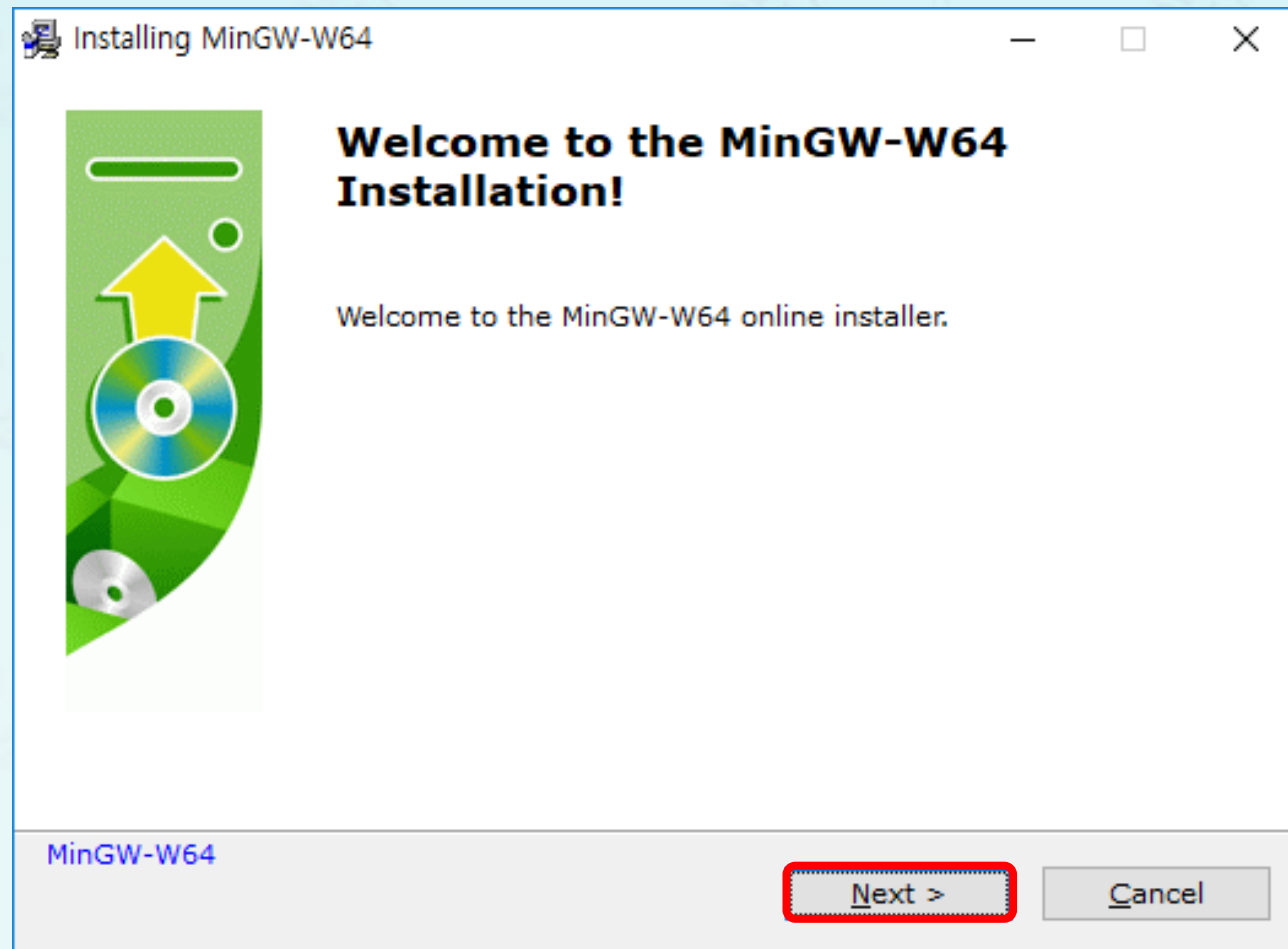 Installing MinGW-W64
Welcome to the MinGW-W64
Installation!
Welcome to the MinGW-W64 online installer.
MinGW-W64
Next >
Cancel